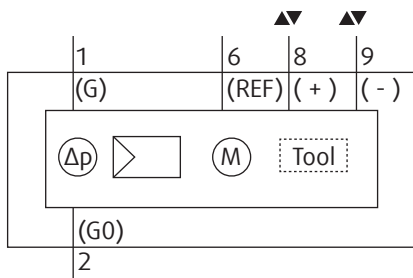 1 6 8 9
(G) (REF) ( + ) ( - )
Δp M Tool
(G0)
2